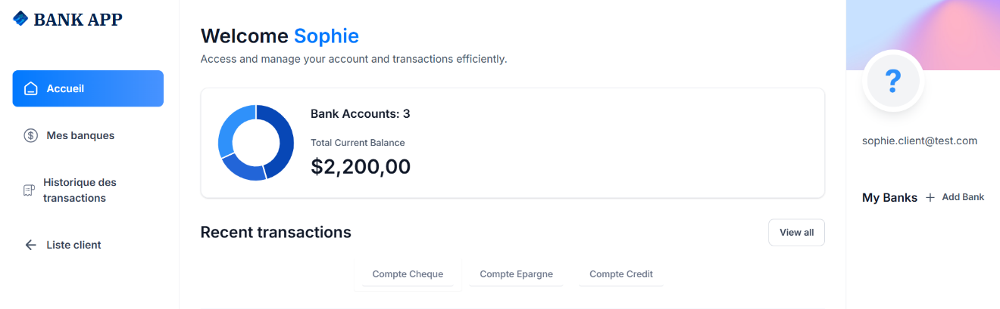 BANK APP
Accueil
Mes banques
Historique des
transactions
Liste client
Welcome Sophie
Access and manage your account and transactions efficiently.
Bank Accounts: 3
Total Current Balance
$2,200,00
Recent transactions
View all
Compte Cheque
Compte Epargne
Compte Credit
?
sophie.client@test.com
My Banks + Add Bank